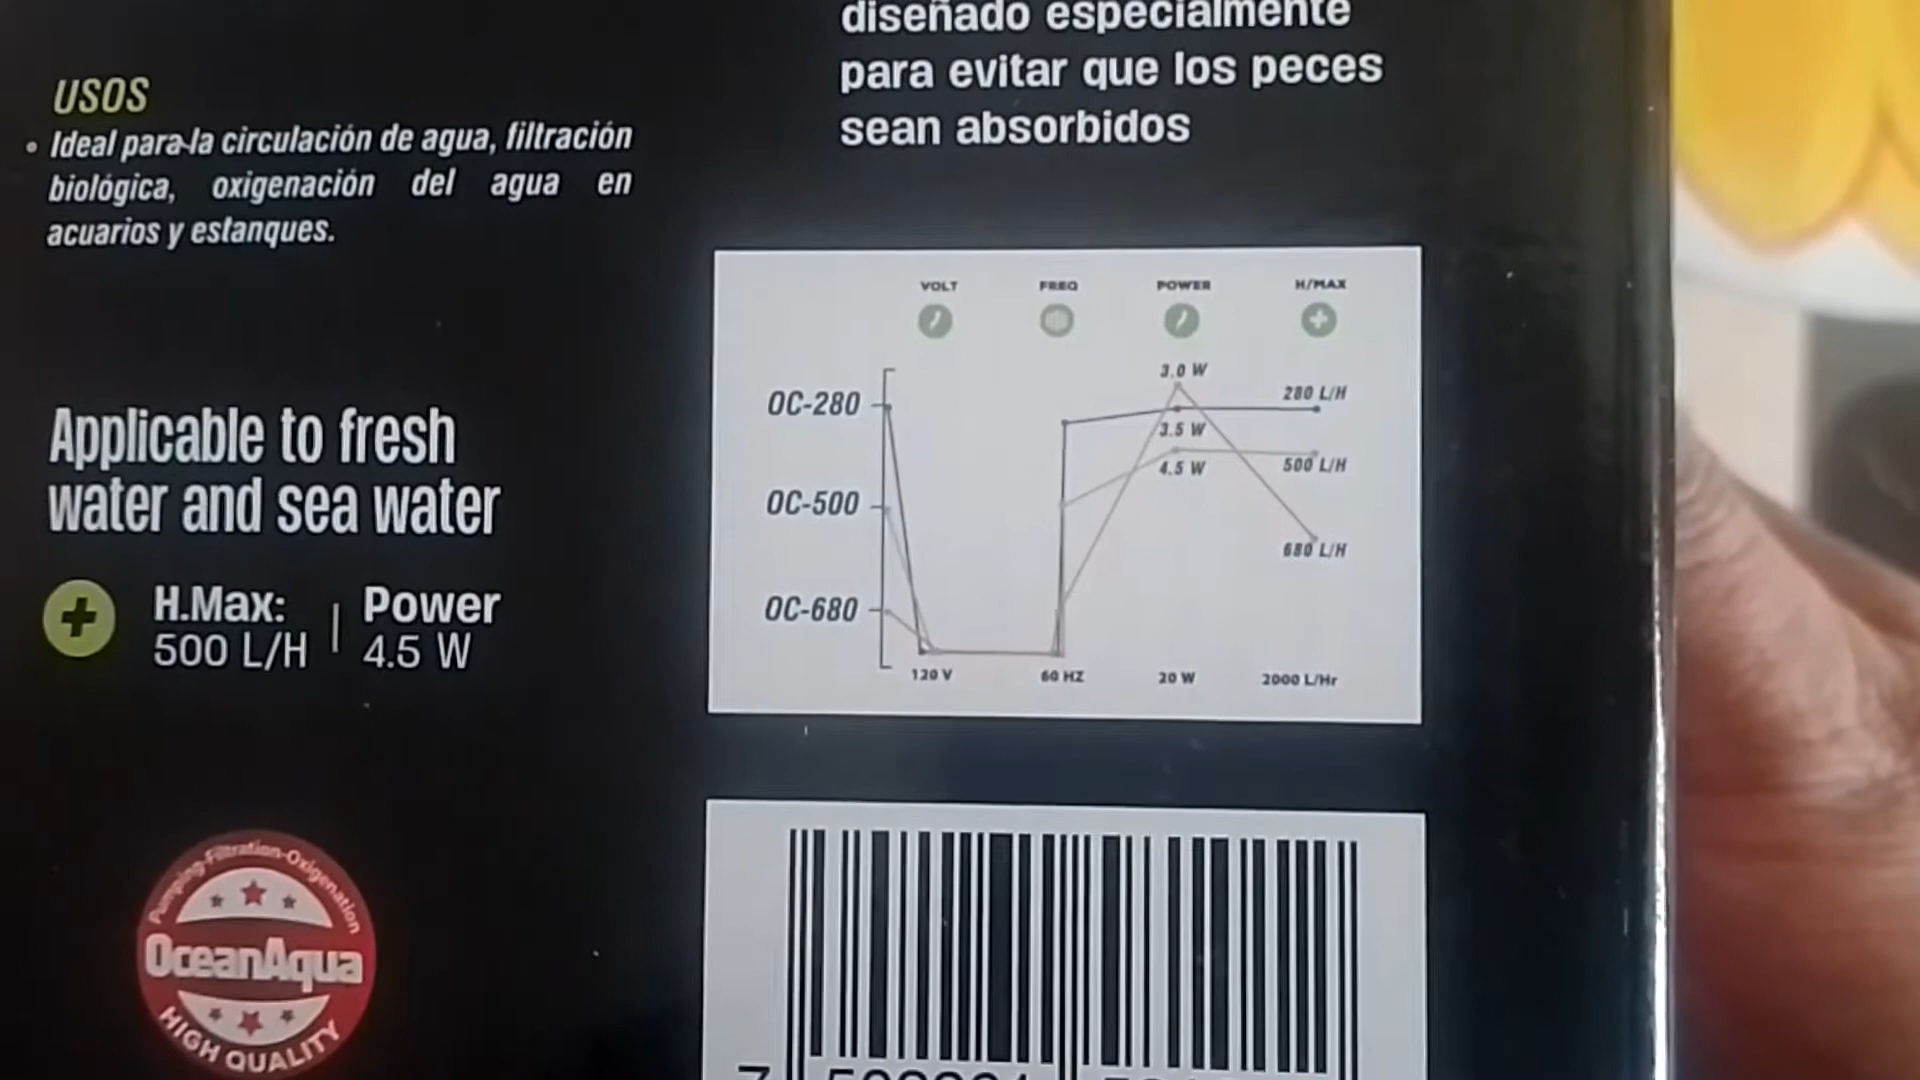 diseñado especialmente
para evitar que los peces
sean absorbidos
USOS
• Ideal para la circulación de agua, filtración
biológica, oxigenación del agua en
acuarios y estanques.
Applicable to fresh
water and sea water
H.Max: | Power
500 L/H | 4.5 W
VOLT FREQ POWER H/MAX
3.0 W
280 L/H
OC-280
3.5 W
500 L/H
4.5 W
OC-500
680 L/H
OC-680
120 V 60 HZ 20 W 2000 L/Hr
Pumping-Filtration-Oxigenation
OceanAqua
HIGH QUALITY
7